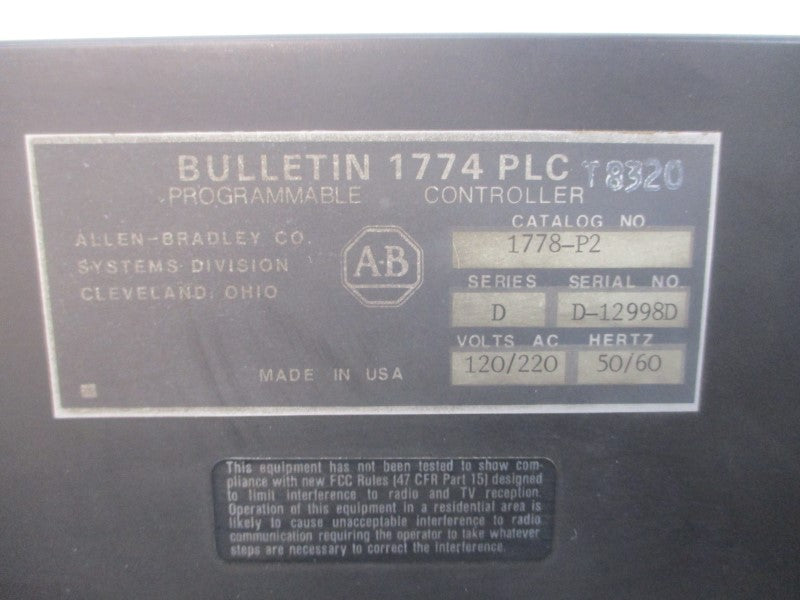 BULLETIN 1774 PLC T8320
PROGRAMMABLE CONTROLLER
ALLEN-BRADLEY CO.
SYSTEMS DIVISION
CLEVELAND, OHIO
A-B
MADE IN USA
CATALOG NO
1778-P2
SERIES SERIAL NO.
D D-12998D
VOLTS AC HERTZ
120/220 50/60
This equipment has not been tested to show com-
pliance with new FCC Rules (47 CFR Part 15) designed
to limit interference to radio and TV reception.
Operation of this equipment in a residential area is
likely to cause unacceptable interference to radio
communication requiring the operator to take whatever
steps are necessary to correct the interference.